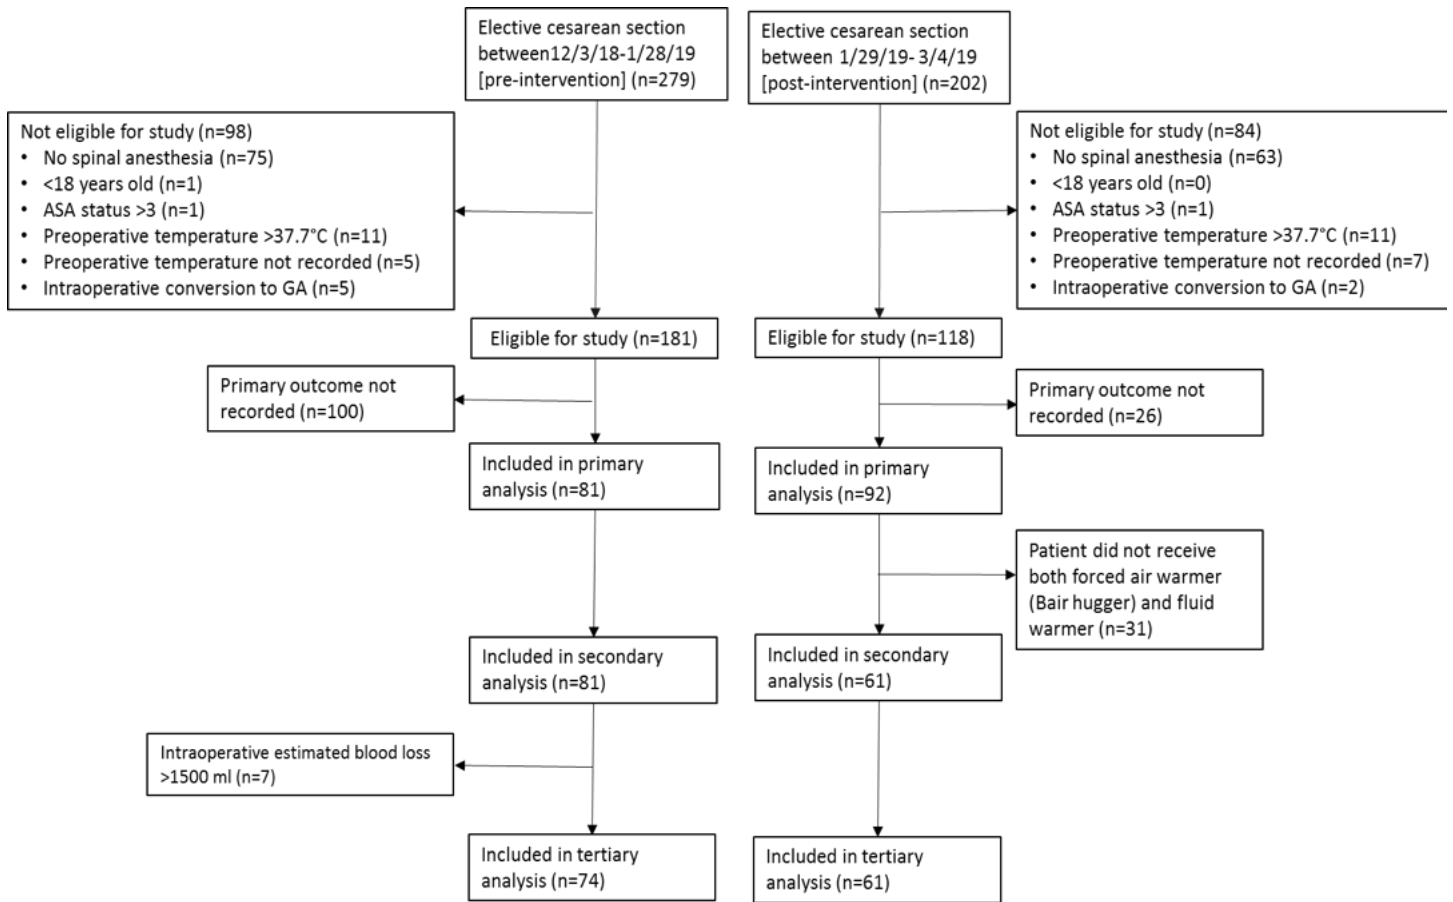 Elective cesarean section
between12/3/18-1/28/19
[pre-intervention] (n=279)
Elective cesarean section
between 1/29/19- 3/4/19
[post-intervention] (n=202)
Not eligible for study (n=98)
• No spinal anesthesia (n=75)
• <18 years old (n=1)
• ASA status >3 (n=1)
• Preoperative temperature >37.7°C (n=11)
• Preoperative temperature not recorded (n=5)
• Intraoperative conversion to GA (n=5)
Not eligible for study (n=84)
• No spinal anesthesia (n=63)
• <18 years old (n=0)
• ASA status >3 (n=1)
• Preoperative temperature >37.7°C (n=11)
• Preoperative temperature not recorded (n=7)
• Intraoperative conversion to GA (n=2)
Eligible for study (n=181)
Eligible for study (n=118)
Primary outcome not
recorded (n=100)
Primary outcome not
recorded (n=26)
Included in primary
analysis (n=81)
Included in primary
analysis (n=92)
Patient did not receive
both forced air warmer
(Bair hugger) and fluid
warmer (n=31)
Included in secondary
analysis (n=81)
Included in secondary
analysis (n=61)
Intraoperative estimated blood loss
>1500 ml (n=7)
Included in tertiary
analysis (n=74)
Included in tertiary
analysis (n=61)